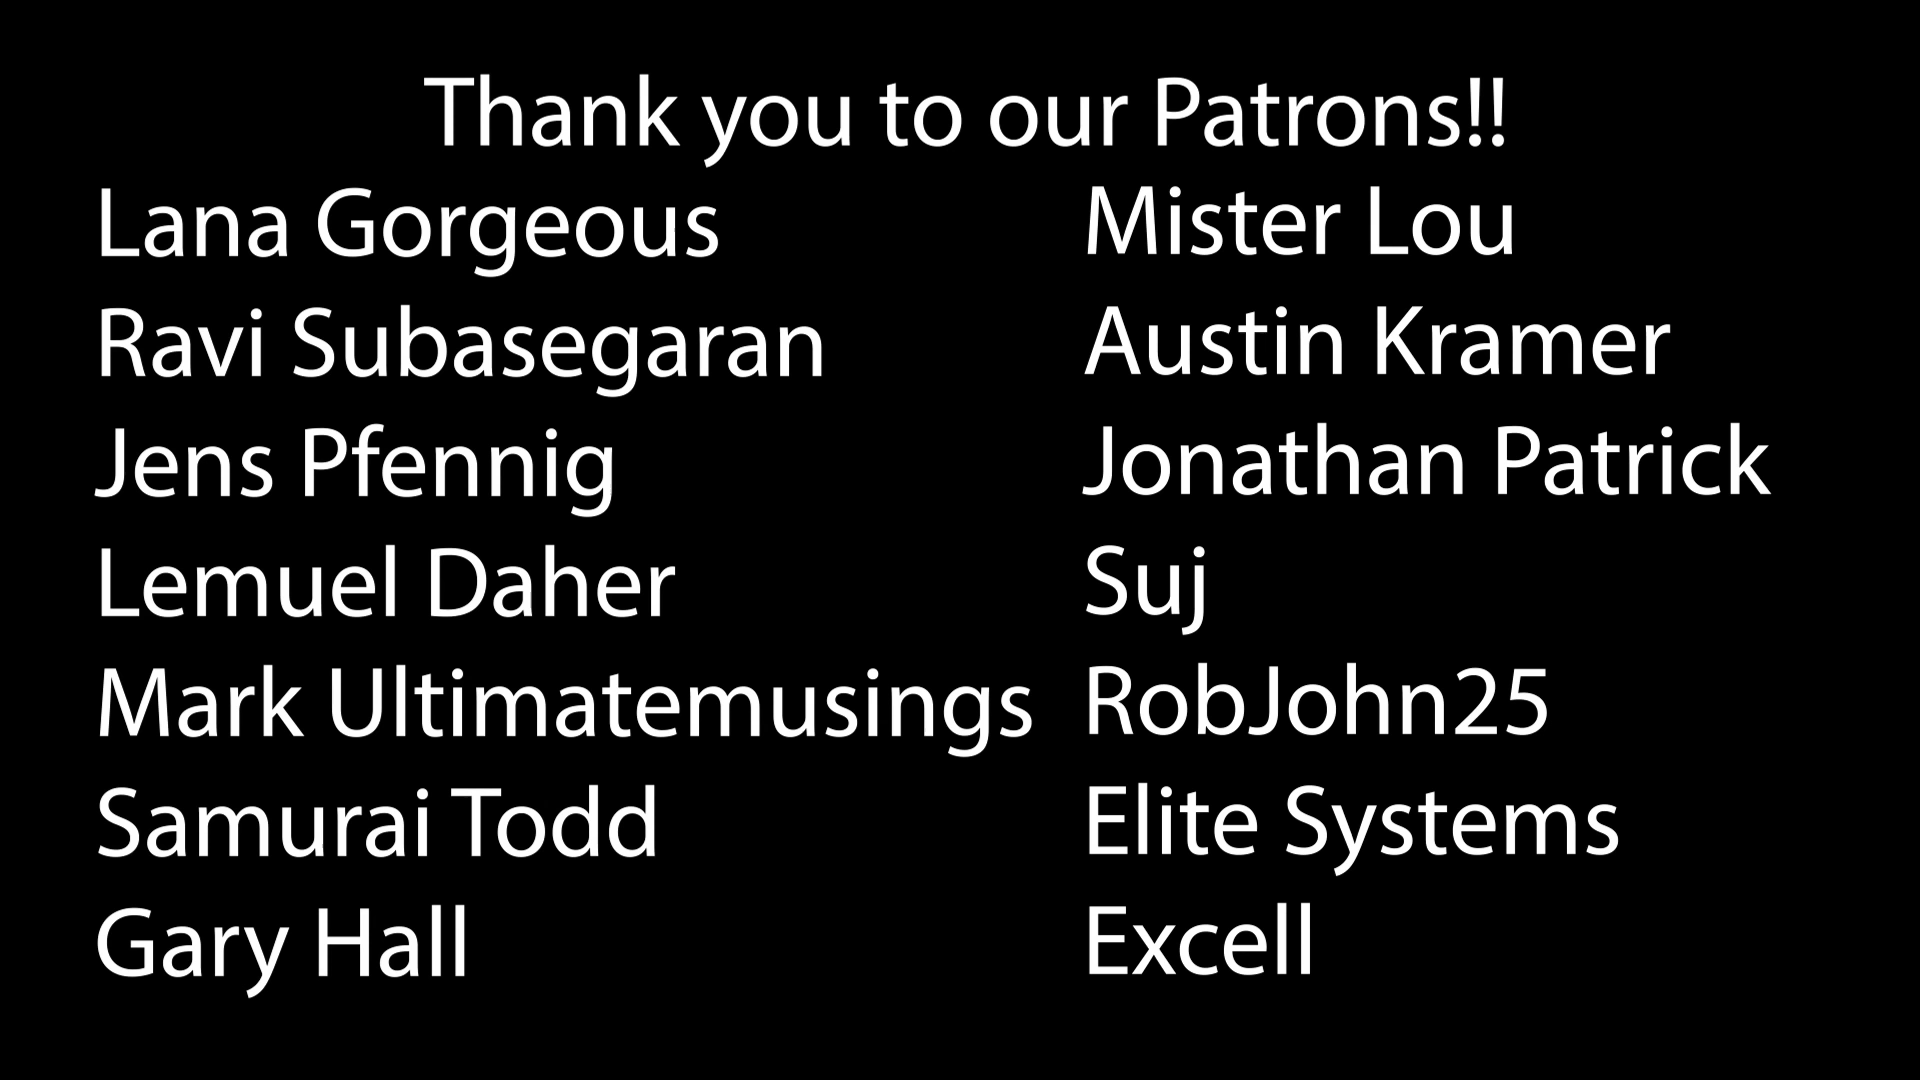 Thank you to our Patrons!!
Lana Gorgeous
Ravi Subasegaran
Jens Pfennig
Lemuel Daher
Mark Ultimatemusings
Samurai Todd
Gary Hall
Mister Lou
Austin Kramer
Jonathan Patrick
Suj
RobJohn25
Elite Systems
Excell